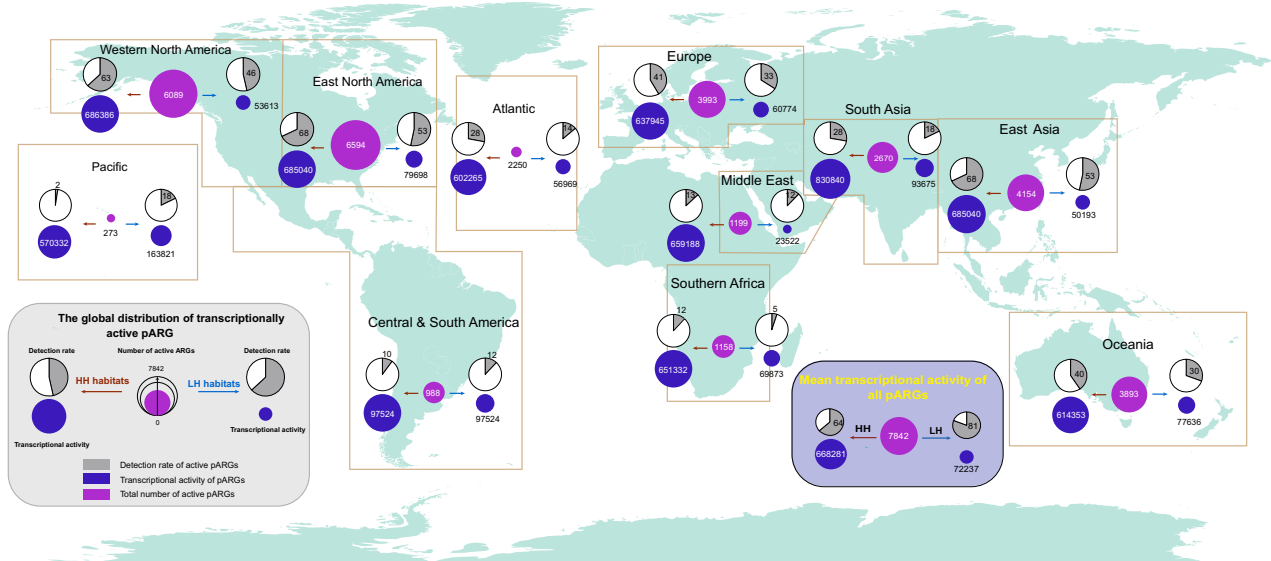 Western North America
63
46
6089
686386
53613
East North America
68
53
6594
685040
79698
Atlantic
28
14
2250
602265
56969
Europe
41
33
3993
637945
60774
South Asia
28
18
2670
830840
93675
East Asia
68
53
4154
685040
50193
Pacific
2
18
273
570332
163821
Middle East
13
12
1199
659188
23522
Southern Africa
12
5
1158
651332
69873
Central & South America
10
12
988
97524
97524
Oceania
40
30
3893
614353
77636
The global distribution of transcriptionally
active pARG
Detection rate
Number of active ARGs
Detection rate
7842
HH habitats
LH habitats
0
Transcriptional activity
Transcriptional activity
Detection rate of active pARGs
Transcriptional activity of pARGs
Total number of active pARGs
Mean transcriptional activity of
all pARGs
64
HH
7842
LH
81
668281
72237